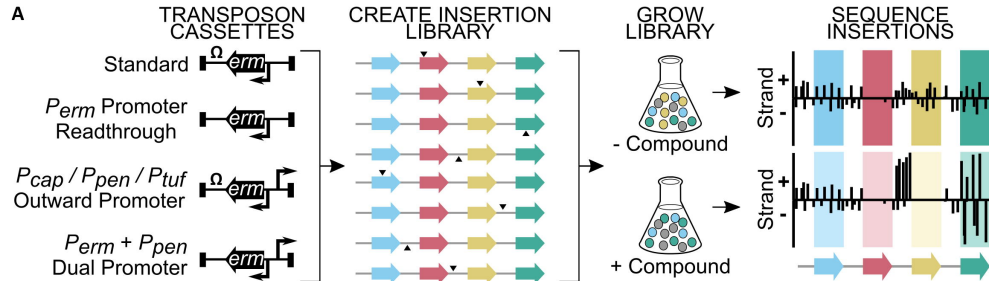 A
TRANSPOSON
CASSETTES
Standard
Ω
erm
Perm Promoter
Readthrough
erm
Pcap / Ppen / Ptuf
Outward Promoter
Ω
erm
Perm + Ppen
Dual Promoter
erm
CREATE INSERTION
LIBRARY
GROW
LIBRARY
- Compound
+ Compound
SEQUENCE
INSERTIONS
Strand
+
-
Strand
+
-